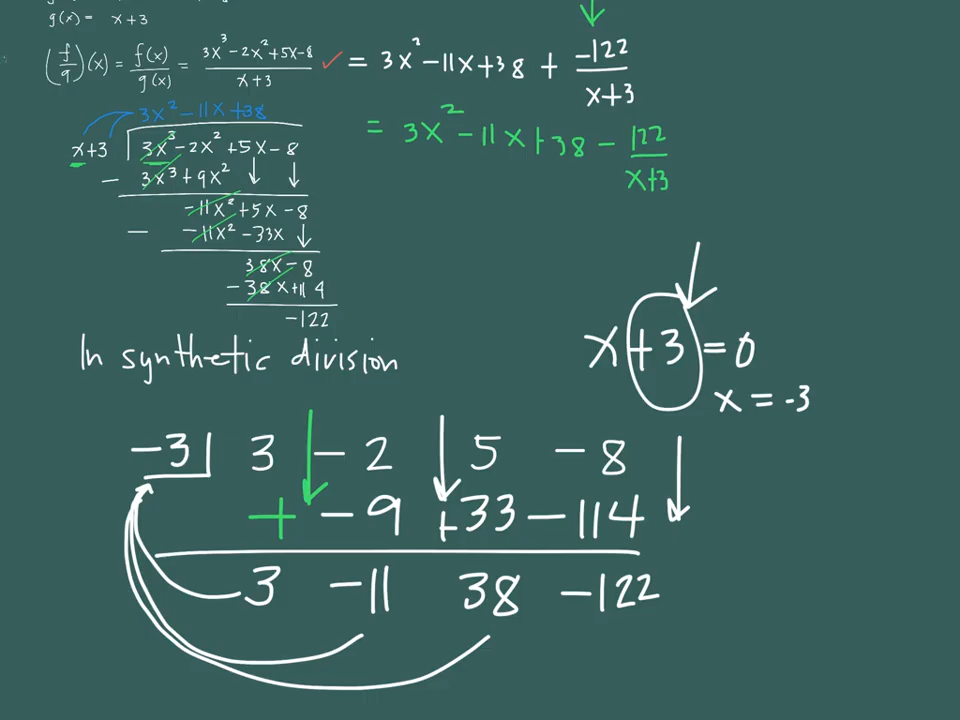 g(x) = x+3
(f/g)(x) = f(x)/g(x) = (3x³ - 2x² + 5x - 8)/(x+3) ✓ = 3x² - 11x + 38 + (-122)/(x+3)
= 3x² - 11x + 38 - 122/(x+3)
3x² - 11x + 38
x+3 3x³ - 2x² + 5x - 8
- 3x³ + 9x²
-11x² + 5x - 8
- -11x² - 33x
38x - 8
- 38x + 114
-122
In synthetic division
x + 3 = 0
x = -3
-3| 3 - 2 5 - 8
+ - 9 +33 - 114
3 - 11 38 - 122